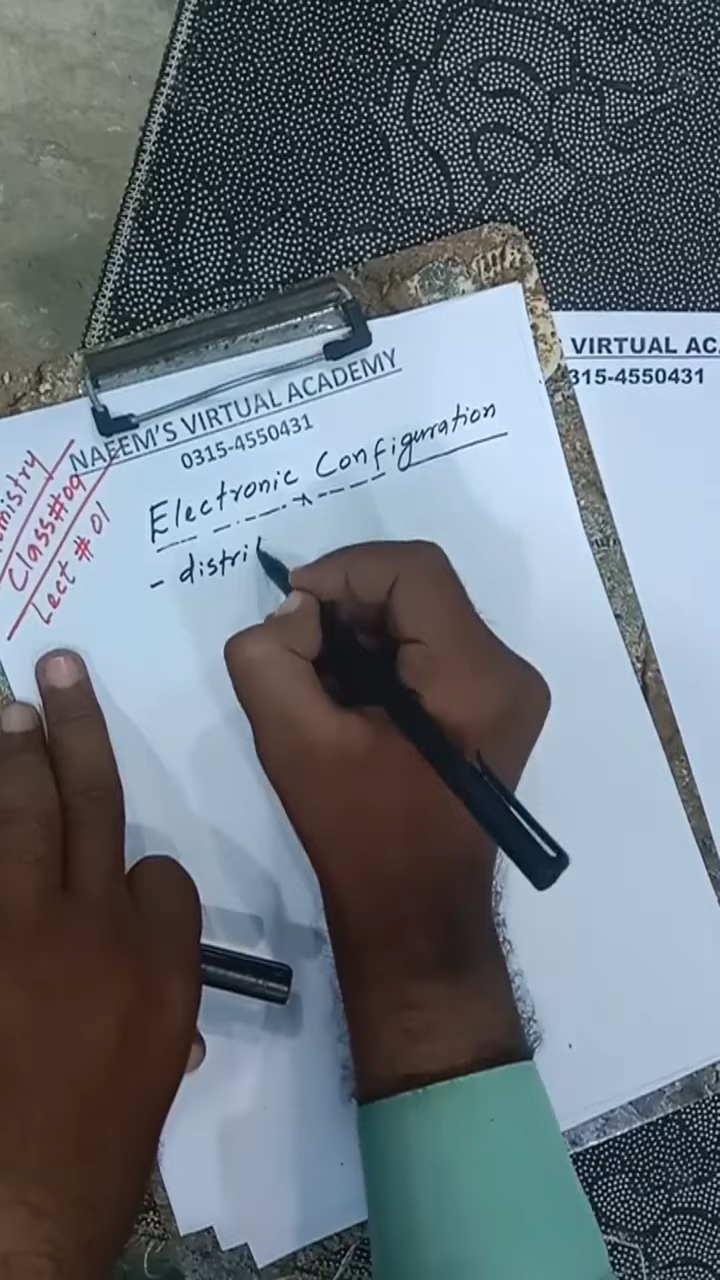 NAEEM'S VIRTUAL ACADEMY
0315-4550431
Class#09
Lect # 01
Electronic Configuration
- distri
VIRTUAL AC
315-4550431